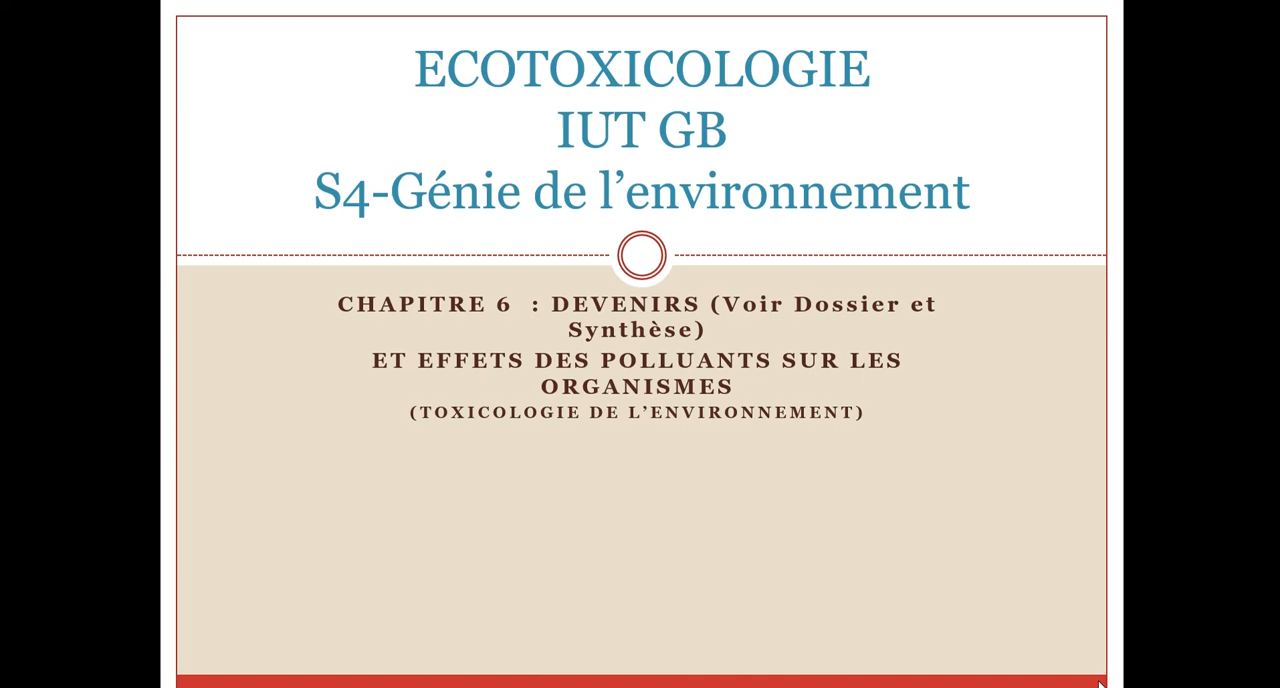 ECOTOXICOLOGIE
IUT GB
S4-Génie de l’environnement
CHAPITRE 6 : DEVENIRS (Voir Dossier et
Synthèse)
ET EFFETS DES POLLUANTS SUR LES
ORGANISMES
(TOXICOLOGIE DE L’ENVIRONNEMENT)